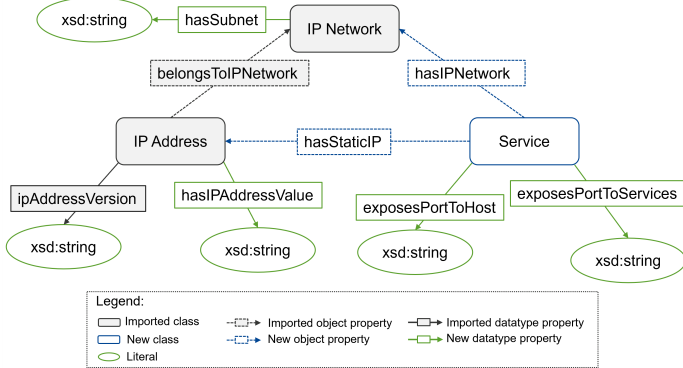 xsd:string
hasSubnet
IP Network
belongsToIPNetwork
hasIPNetwork
IP Address
hasStaticIP
Service
ipAddressVersion
hasIPAddressValue
exposesPortToHost
exposesPortToServices
xsd:string
xsd:string
xsd:string
xsd:string
Legend:
Imported class
Imported object property
Imported datatype property
New class
New object property
New datatype property
Literal